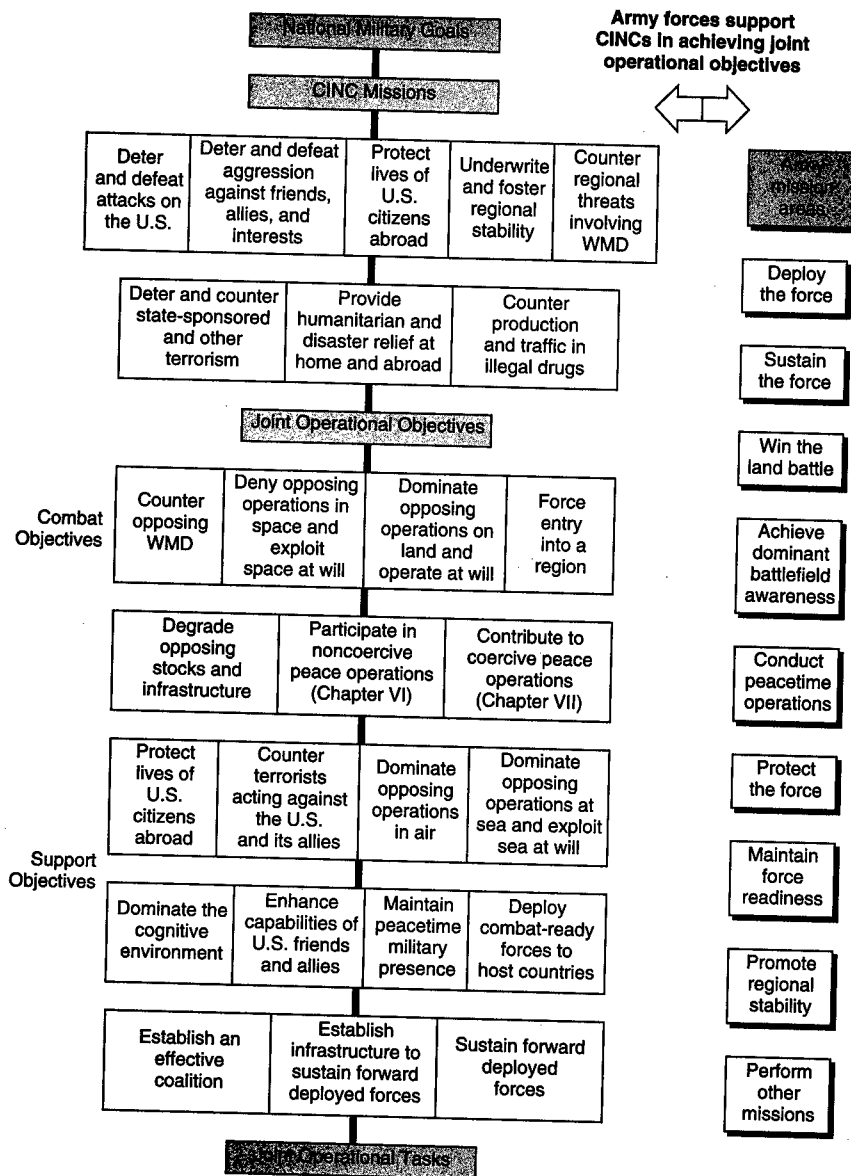 National Military Goals
Army forces support
CINCs in achieving joint
operational objectives
CINC Missions
Deter
and defeat
attacks on
the U.S.
Deter and defeat
aggression
against friends,
allies, and
interests
Protect
lives of
U.S.
citizens
abroad
Underwrite
and foster
regional
stability
Counter
regional
threats
involving
WMD
Deter and counter
state-sponsored
and other
terrorism
Provide
humanitarian and
disaster relief at
home and abroad
Counter
production
and traffic in
illegal drugs
Joint Operational Objectives
Combat
Objectives
Counter
opposing
WMD
Deny opposing
operations in
space and
exploit
space at will
Dominate
opposing
operations on
land and
operate at will
Force
entry
into a
region
Degrade
opposing
stocks and
infrastructure
Participate in
noncoercive
peace operations
(Chapter VI)
Contribute to
coercive peace
operations
(Chapter VII)
Support
Objectives
Protect
lives of
U.S.
citizens
abroad
Counter
terrorists
acting against
the U.S.
and its allies
Dominate
opposing
operations
in air
Dominate
opposing
operations at
sea and exploit
sea at will
Dominate the
cognitive
environment
Enhance
capabilities of
U.S. friends
and allies
Maintain
peacetime
military
presence
Deploy
combat-ready
forces to
host countries
Establish an
effective
coalition
Establish
infrastructure to
sustain forward
deployed forces
Sustain forward
deployed
forces
Joint Operational Tasks
Army
mission
areas
Deploy
the force
Sustain
the force
Win the
land battle
Achieve
dominant
battlefield
awareness
Conduct
peacetime
operations
Protect
the force
Maintain
force
readiness
Promote
regional
stability
Perform
other
missions